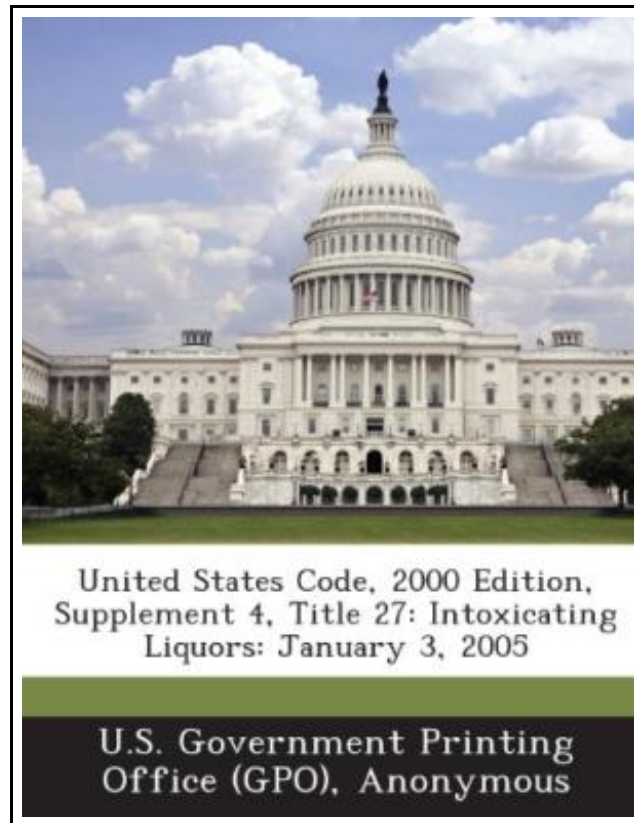 United States Code, 2000 Edition,
Supplement 4, Title 27: Intoxicating
Liquors: January 3, 2005
U.S. Government Printing
Office (GPO), Anonymous